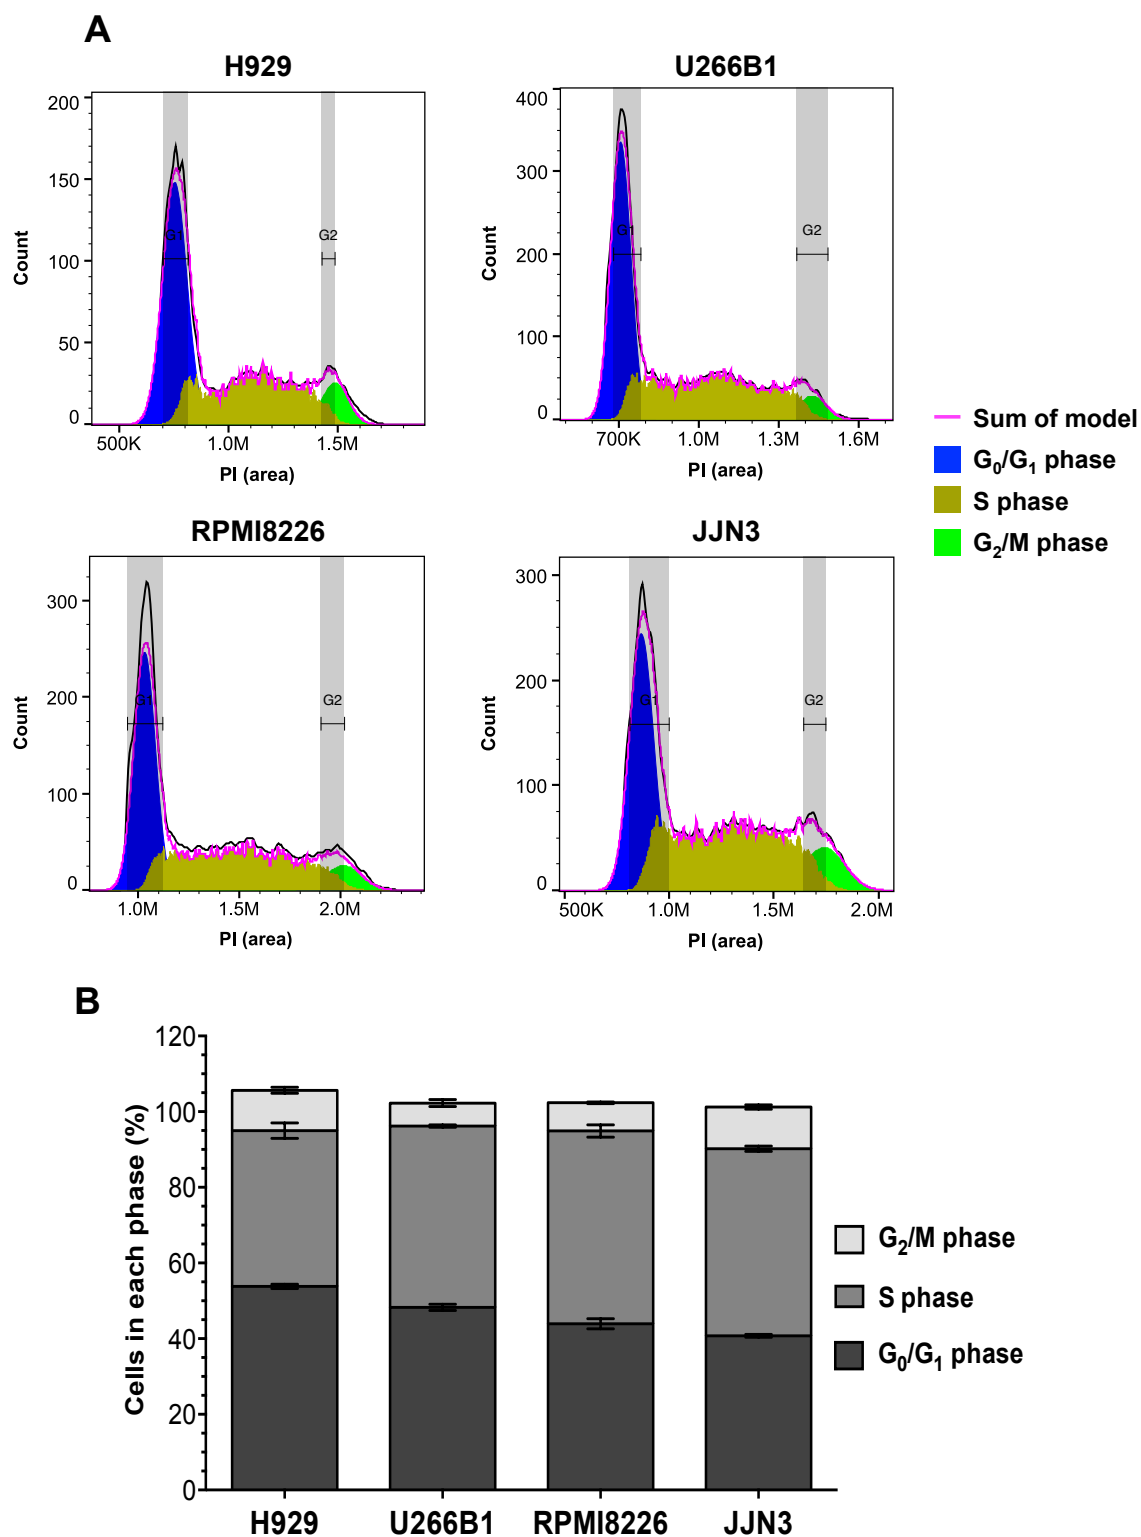 A
H929
U266B1
200
150
100
50
0
Count
G1
G2
500K 1.0M 1.5M
PI (area)
400
300
200
100
0
Count
G1
G2
700K 1.0M 1.3M 1.6M
PI (area)
Sum of model
G0/G1 phase
S phase
G2/M phase
RPMI8226
JJN3
300
200
100
0
Count
G1
G2
1.0M 1.5M 2.0M
PI (area)
300
200
100
0
Count
G1
G2
500K 1.0M 1.5M 2.0M
PI (area)
B
120
100
80
60
40
20
0
Cells in each phase (%)
H929 U266B1 RPMI8226 JJN3
G2/M phase
S phase
G0/G1 phase